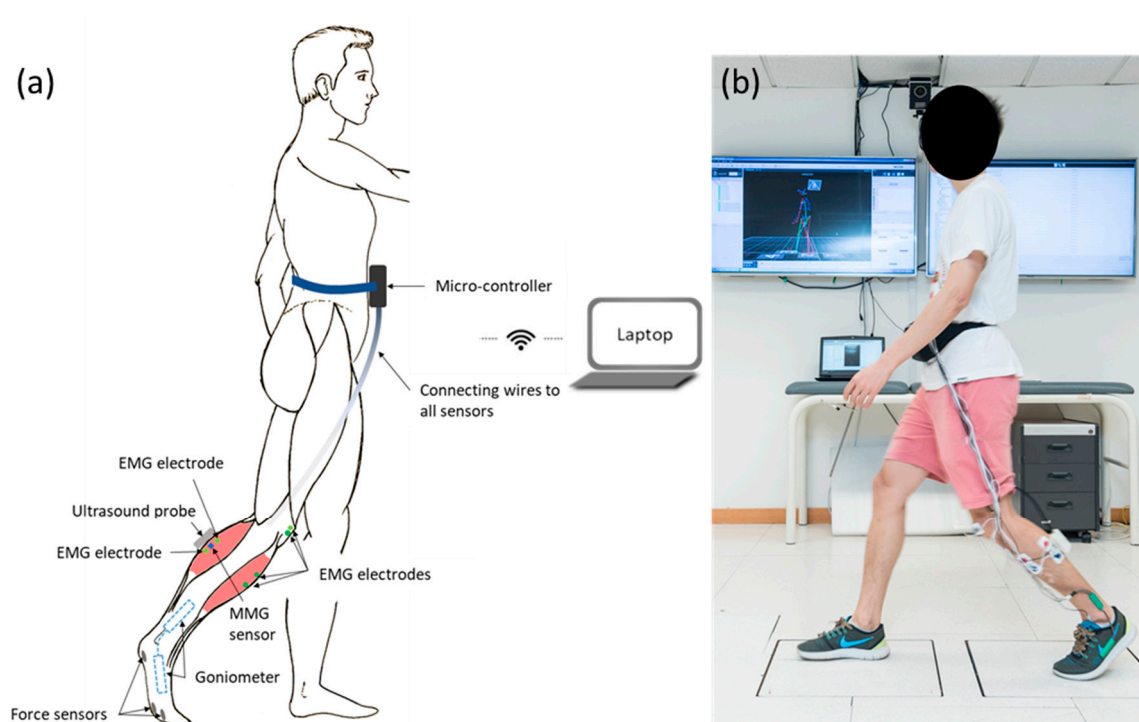 (a)
(b)
Micro-controller
Laptop
Connecting wires to
all sensors
EMG electrode
Ultrasound probe
EMG electrode
EMG electrodes
MMG
sensor
Goniometer
Force sensors